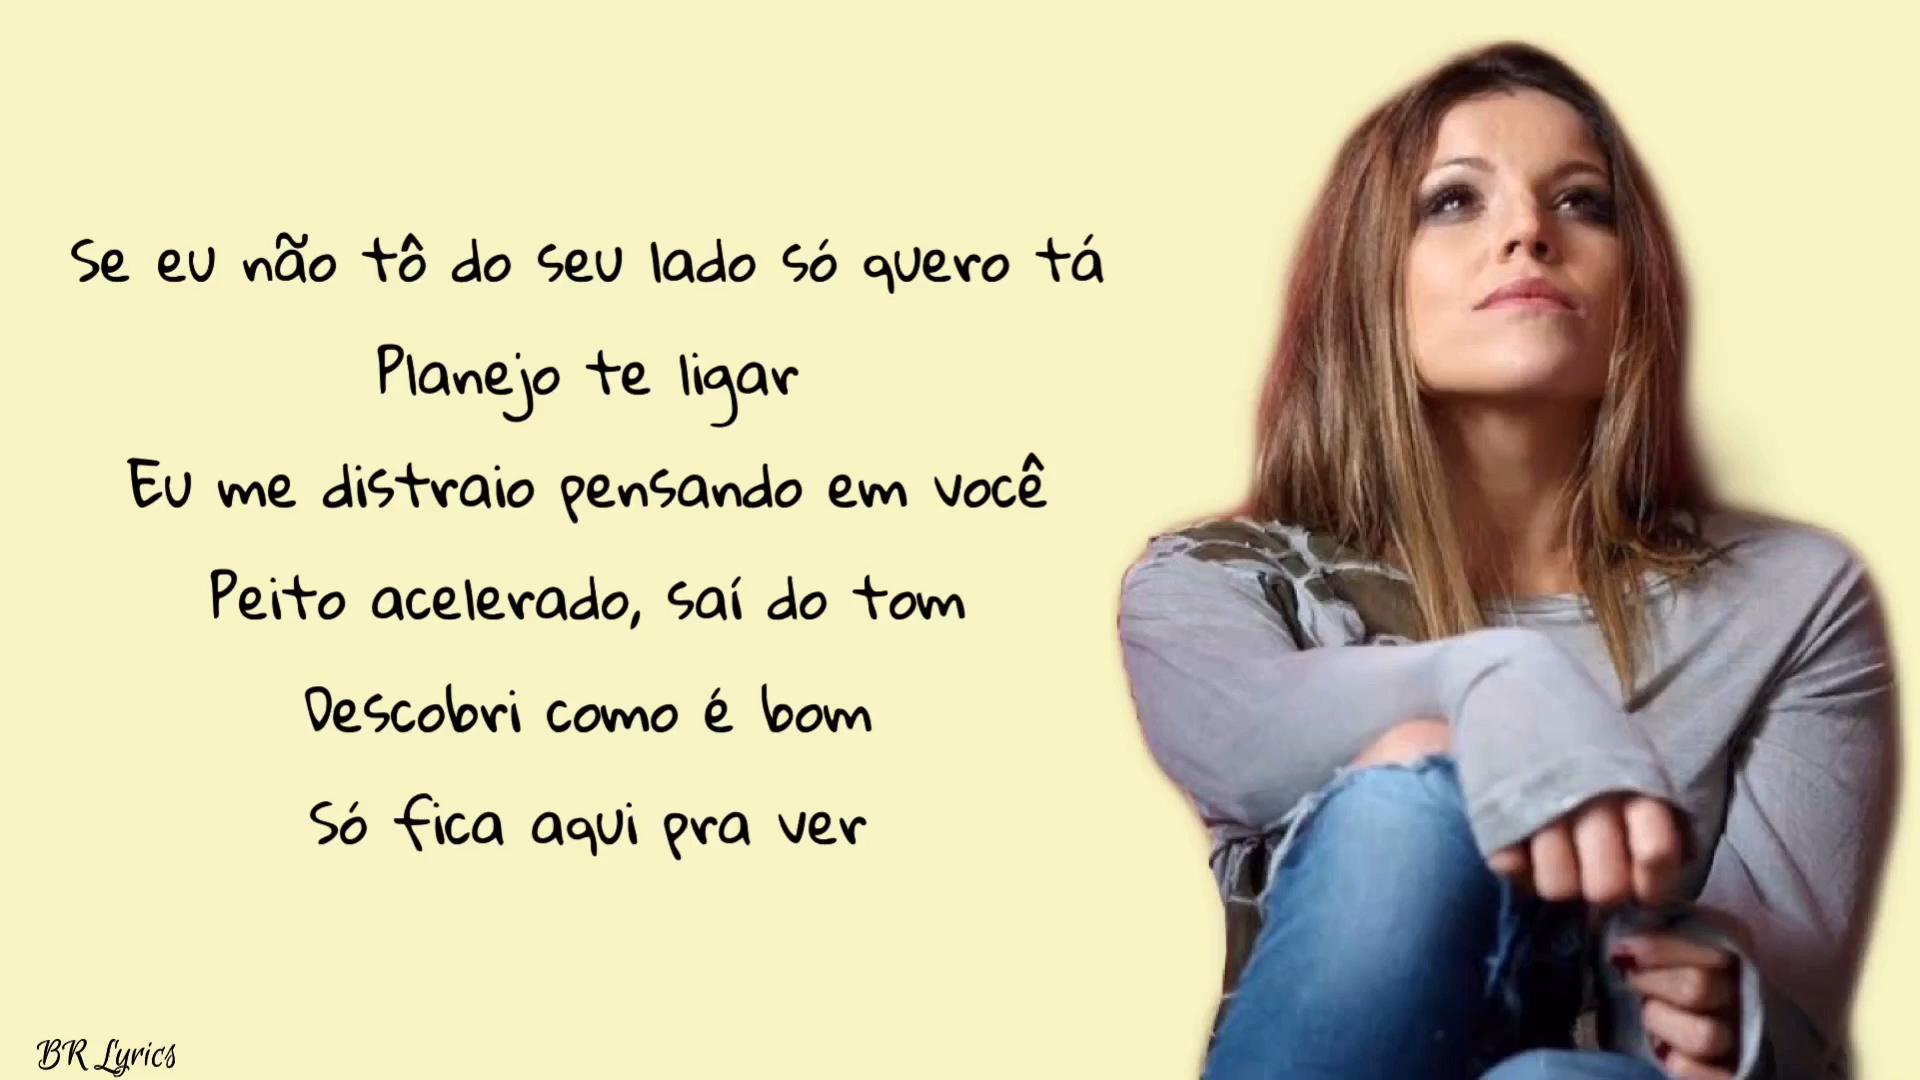 Se eu não tô do seu lado só quero tá
Planejo te ligar
Eu me distraio pensando em você
Peito acelerado, saí do tom
Descobri como é bom
Só fica aqui pra ver
BR Lyrics